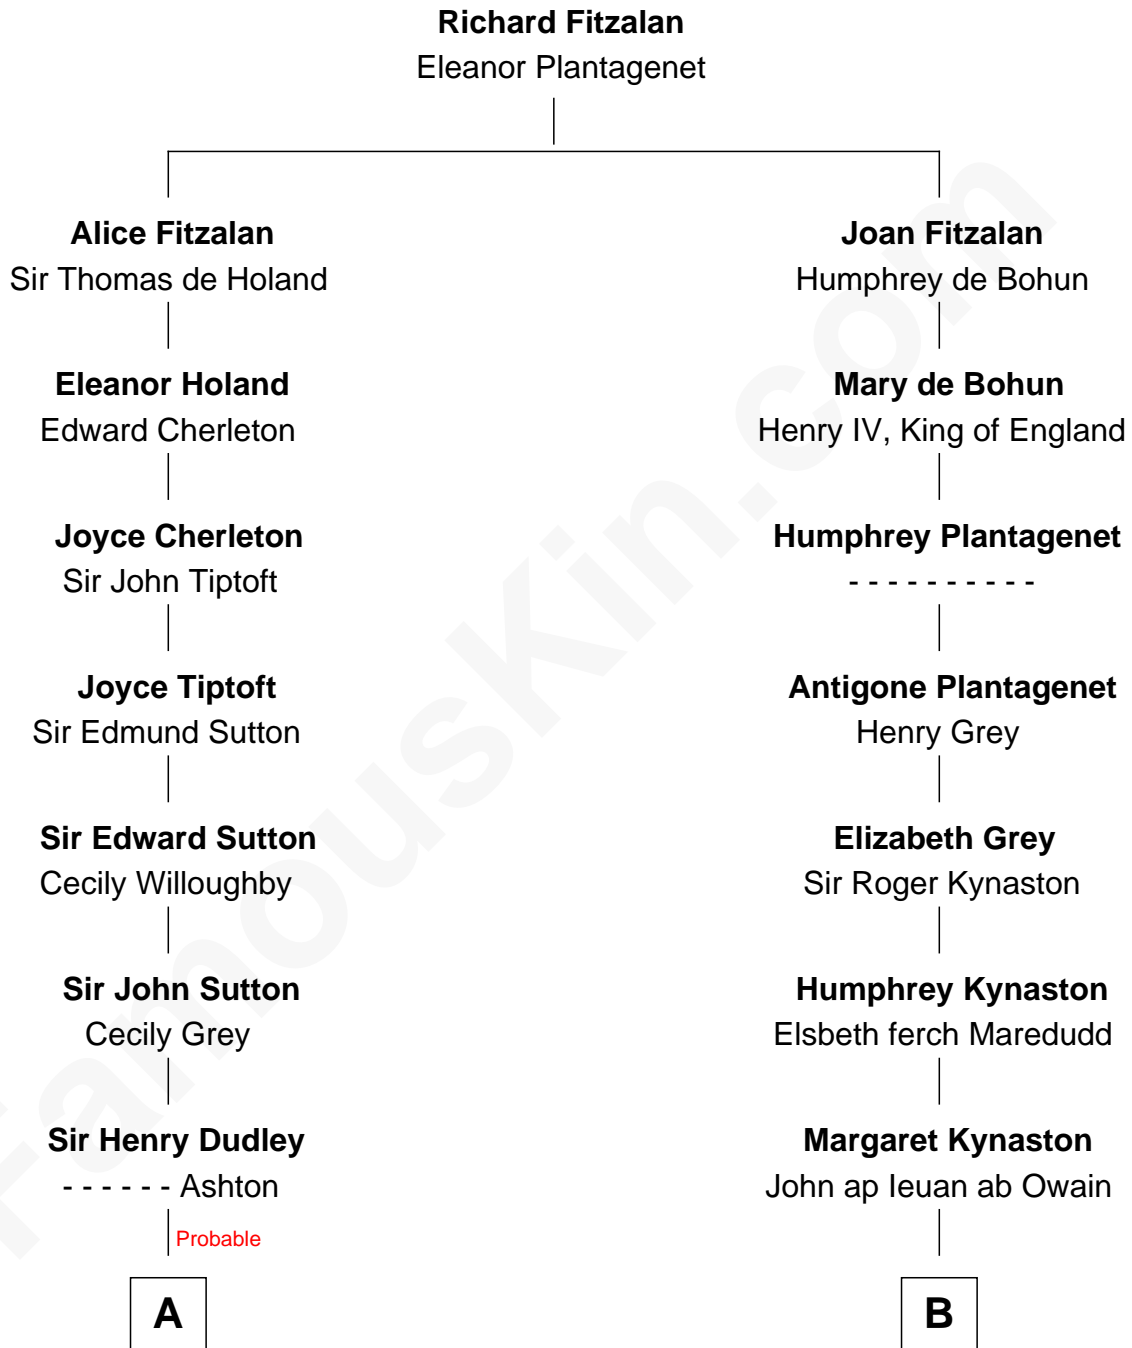 Richard Fitzalan
Eleanor Plantagenet
Alice Fitzalan
Sir Thomas de Holand
Eleanor Holand
Edward Cherleton
Joyce Cherleton
Sir John Tiptoft
Joyce Tiptoft
Sir Edmund Sutton
Sir Edward Sutton
Cecily Willoughby
Sir John Sutton
Cecily Grey
Sir Henry Dudley
- - - - - - Ashton
Probable
A
Joan Fitzalan
Humphrey de Bohun
Mary de Bohun
Henry IV, King of England
Humphrey Plantagenet
- - - - - - - - - -
Antigone Plantagenet
Henry Grey
Elizabeth Grey
Sir Roger Kynaston
Humphrey Kynaston
Elsbeth ferch Maredudd
Margaret Kynaston
John ap Ieuan ab Owain
B
FamousKin.com